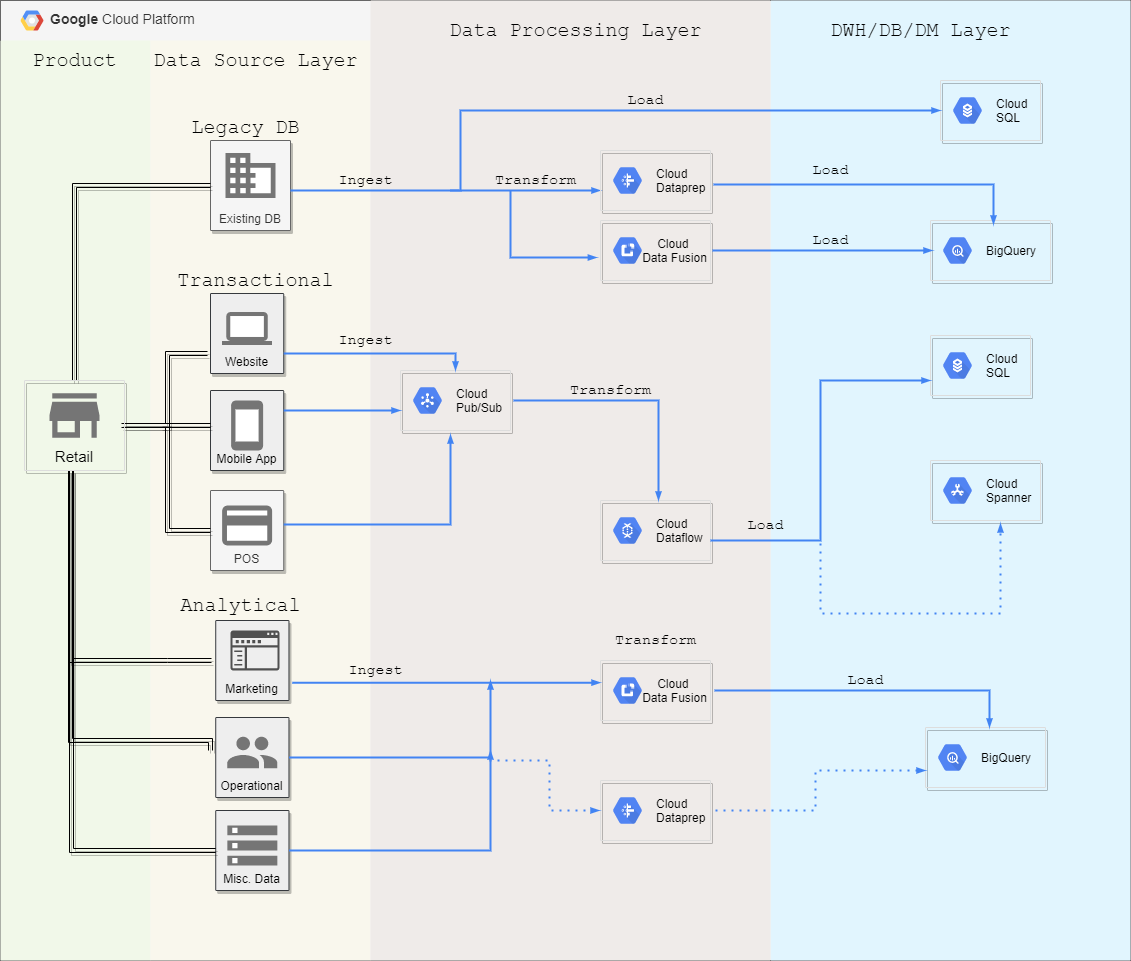 Google Cloud Platform
Product
Data Source Layer
Data Processing Layer
DWH/DB/DM Layer
Legacy DB
Existing DB
Ingest
Load
Transform
Cloud
SQL
Cloud
Dataprep
Load
Cloud
Data Fusion
Load
BigQuery
Transactional
Website
Ingest
Mobile App
POS
Retail
Cloud
Pub/Sub
Transform
Cloud
Dataflow
Load
Cloud
SQL
Cloud
Spanner
Analytical
Marketing
Ingest
Operational
Misc. Data
Transform
Cloud
Data Fusion
Load
Cloud
Dataprep
BigQuery